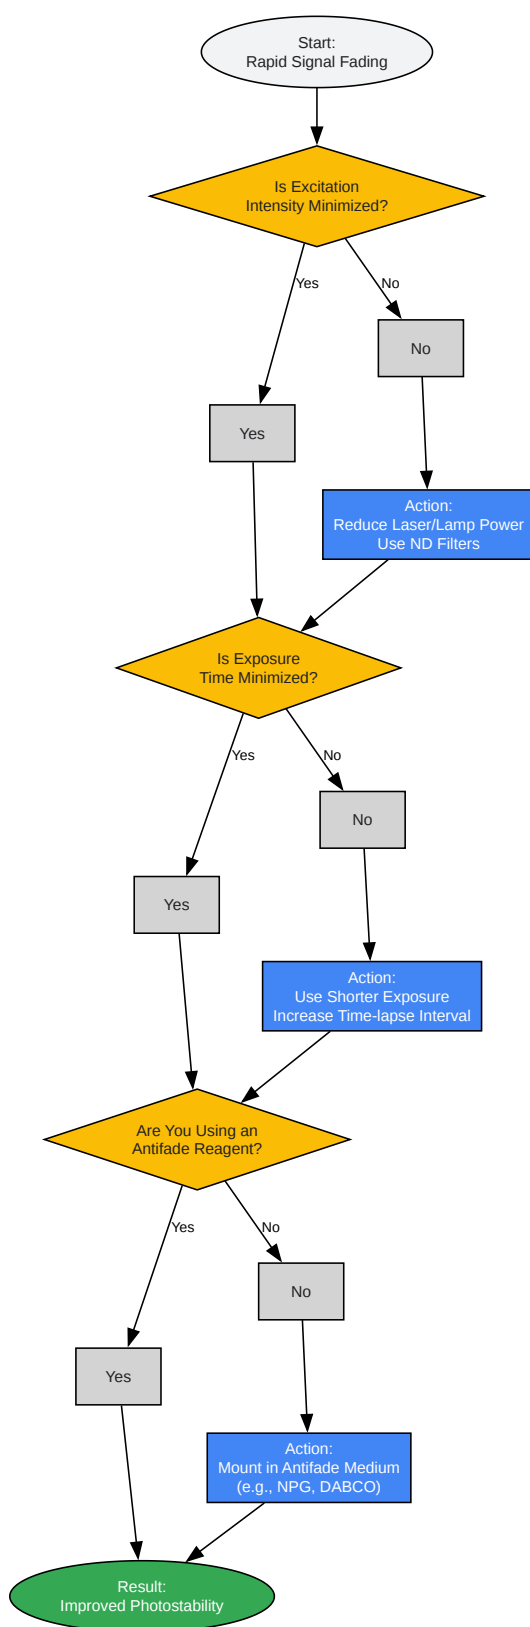 Start:
Rapid Signal Fading
Is Excitation
Intensity Minimized?
Yes
No
No
Yes
Action:
Reduce Laser/Lamp Power
Use ND Filters
Is Exposure
Time Minimized?
Yes
No
No
Yes
Action:
Use Shorter Exposure
Increase Time-lapse Interval
Are You Using an
Antifade Reagent?
Yes
No
No
Yes
Action:
Mount in Antifade Medium
(e.g., NPG, DABCO)
Result:
Improved Photostability